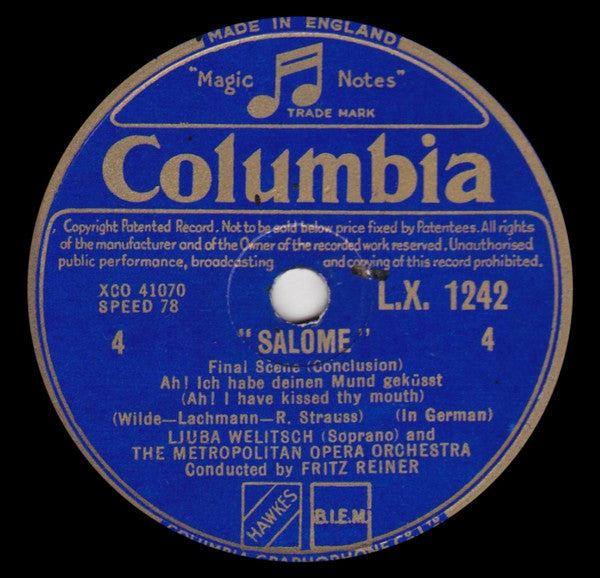 MADE IN ENGLAND
"Magic Notes"
TRADE MARK
Columbia
Copyright Patented Record. Not to be sold below price fixed by Patentees. All rights
of the manufacturer and of the Owner of the recorded work reserved. Unauthorised
public performance, broadcasting and copying of this record prohibited.
XCO 41070
SPEED 78
L.X. 1242
4 "SALOME" 4
Final Scene (Conclusion)
Ah! Ich habe deinen Mund geküsst
(Ah! I have kissed thy mouth)
(Wilde—Lachmann—R. Strauss) (In German)
LJUBA WELITSCH (Soprano) and
THE METROPOLITAN OPERA ORCHESTRA
Conducted by FRITZ REINER
HAWKES
B.I.E.M.
COLUMBIA GRAPHOPHONE Co. LTD.